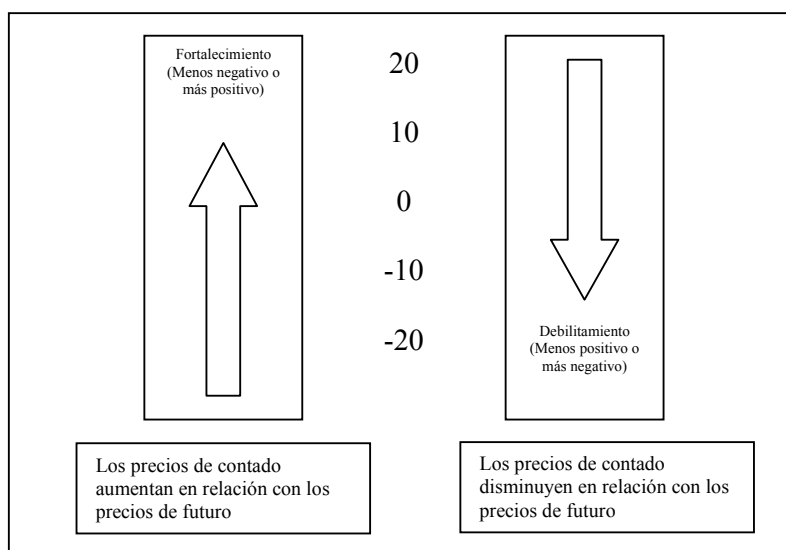 Fortalecimiento
(Menos negativo o
más positivo)
20
10
0
-10
-20
Debilitamiento
(Menos positivo o
más negativo)
Los precios de contado
aumentan en relación con los
precios de futuro
Los precios de contado
disminuyen en relación con los
precios de futuro